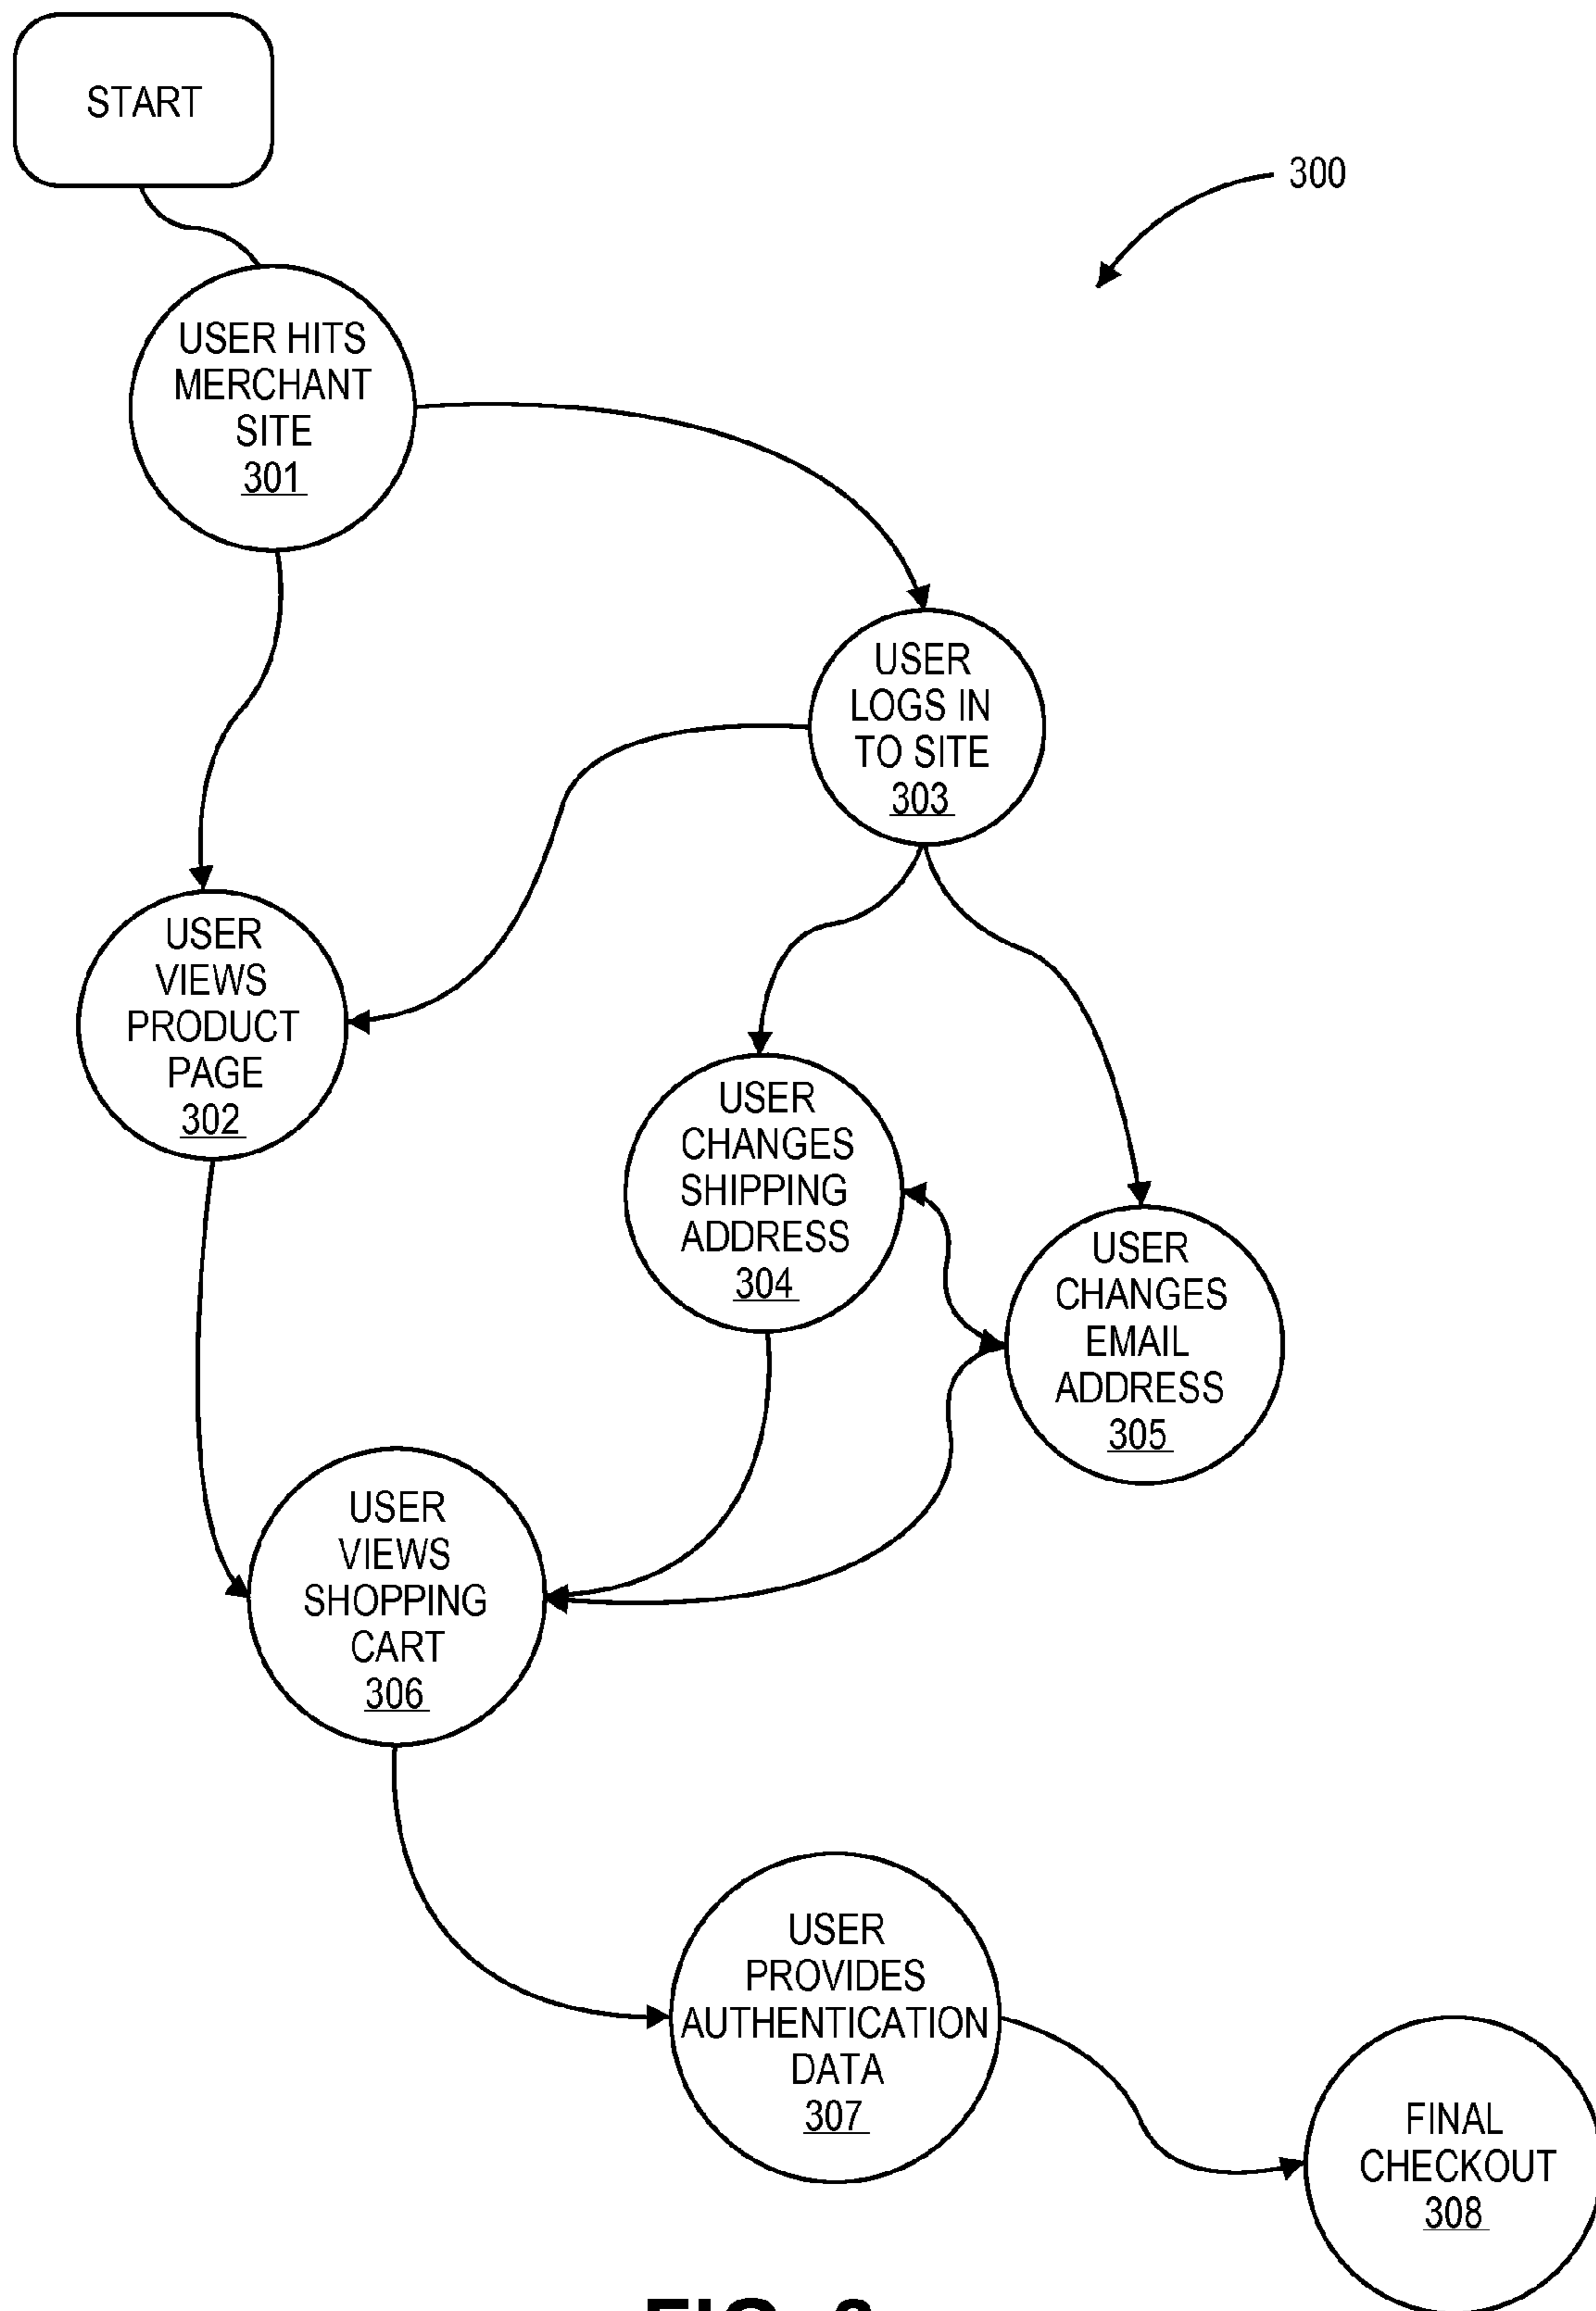 START
300
USER HITS
MERCHANT
SITE
301
USER
LOGS IN
TO SITE
303
USER
VIEWS
PRODUCT
PAGE
302
USER
CHANGES
SHIPPING
ADDRESS
304
USER
CHANGES
EMAIL
ADDRESS
305
USER
VIEWS
SHOPPING
CART
306
USER
PROVIDES
AUTHENTICATION
DATA
307
FINAL
CHECKOUT
308
FIG.